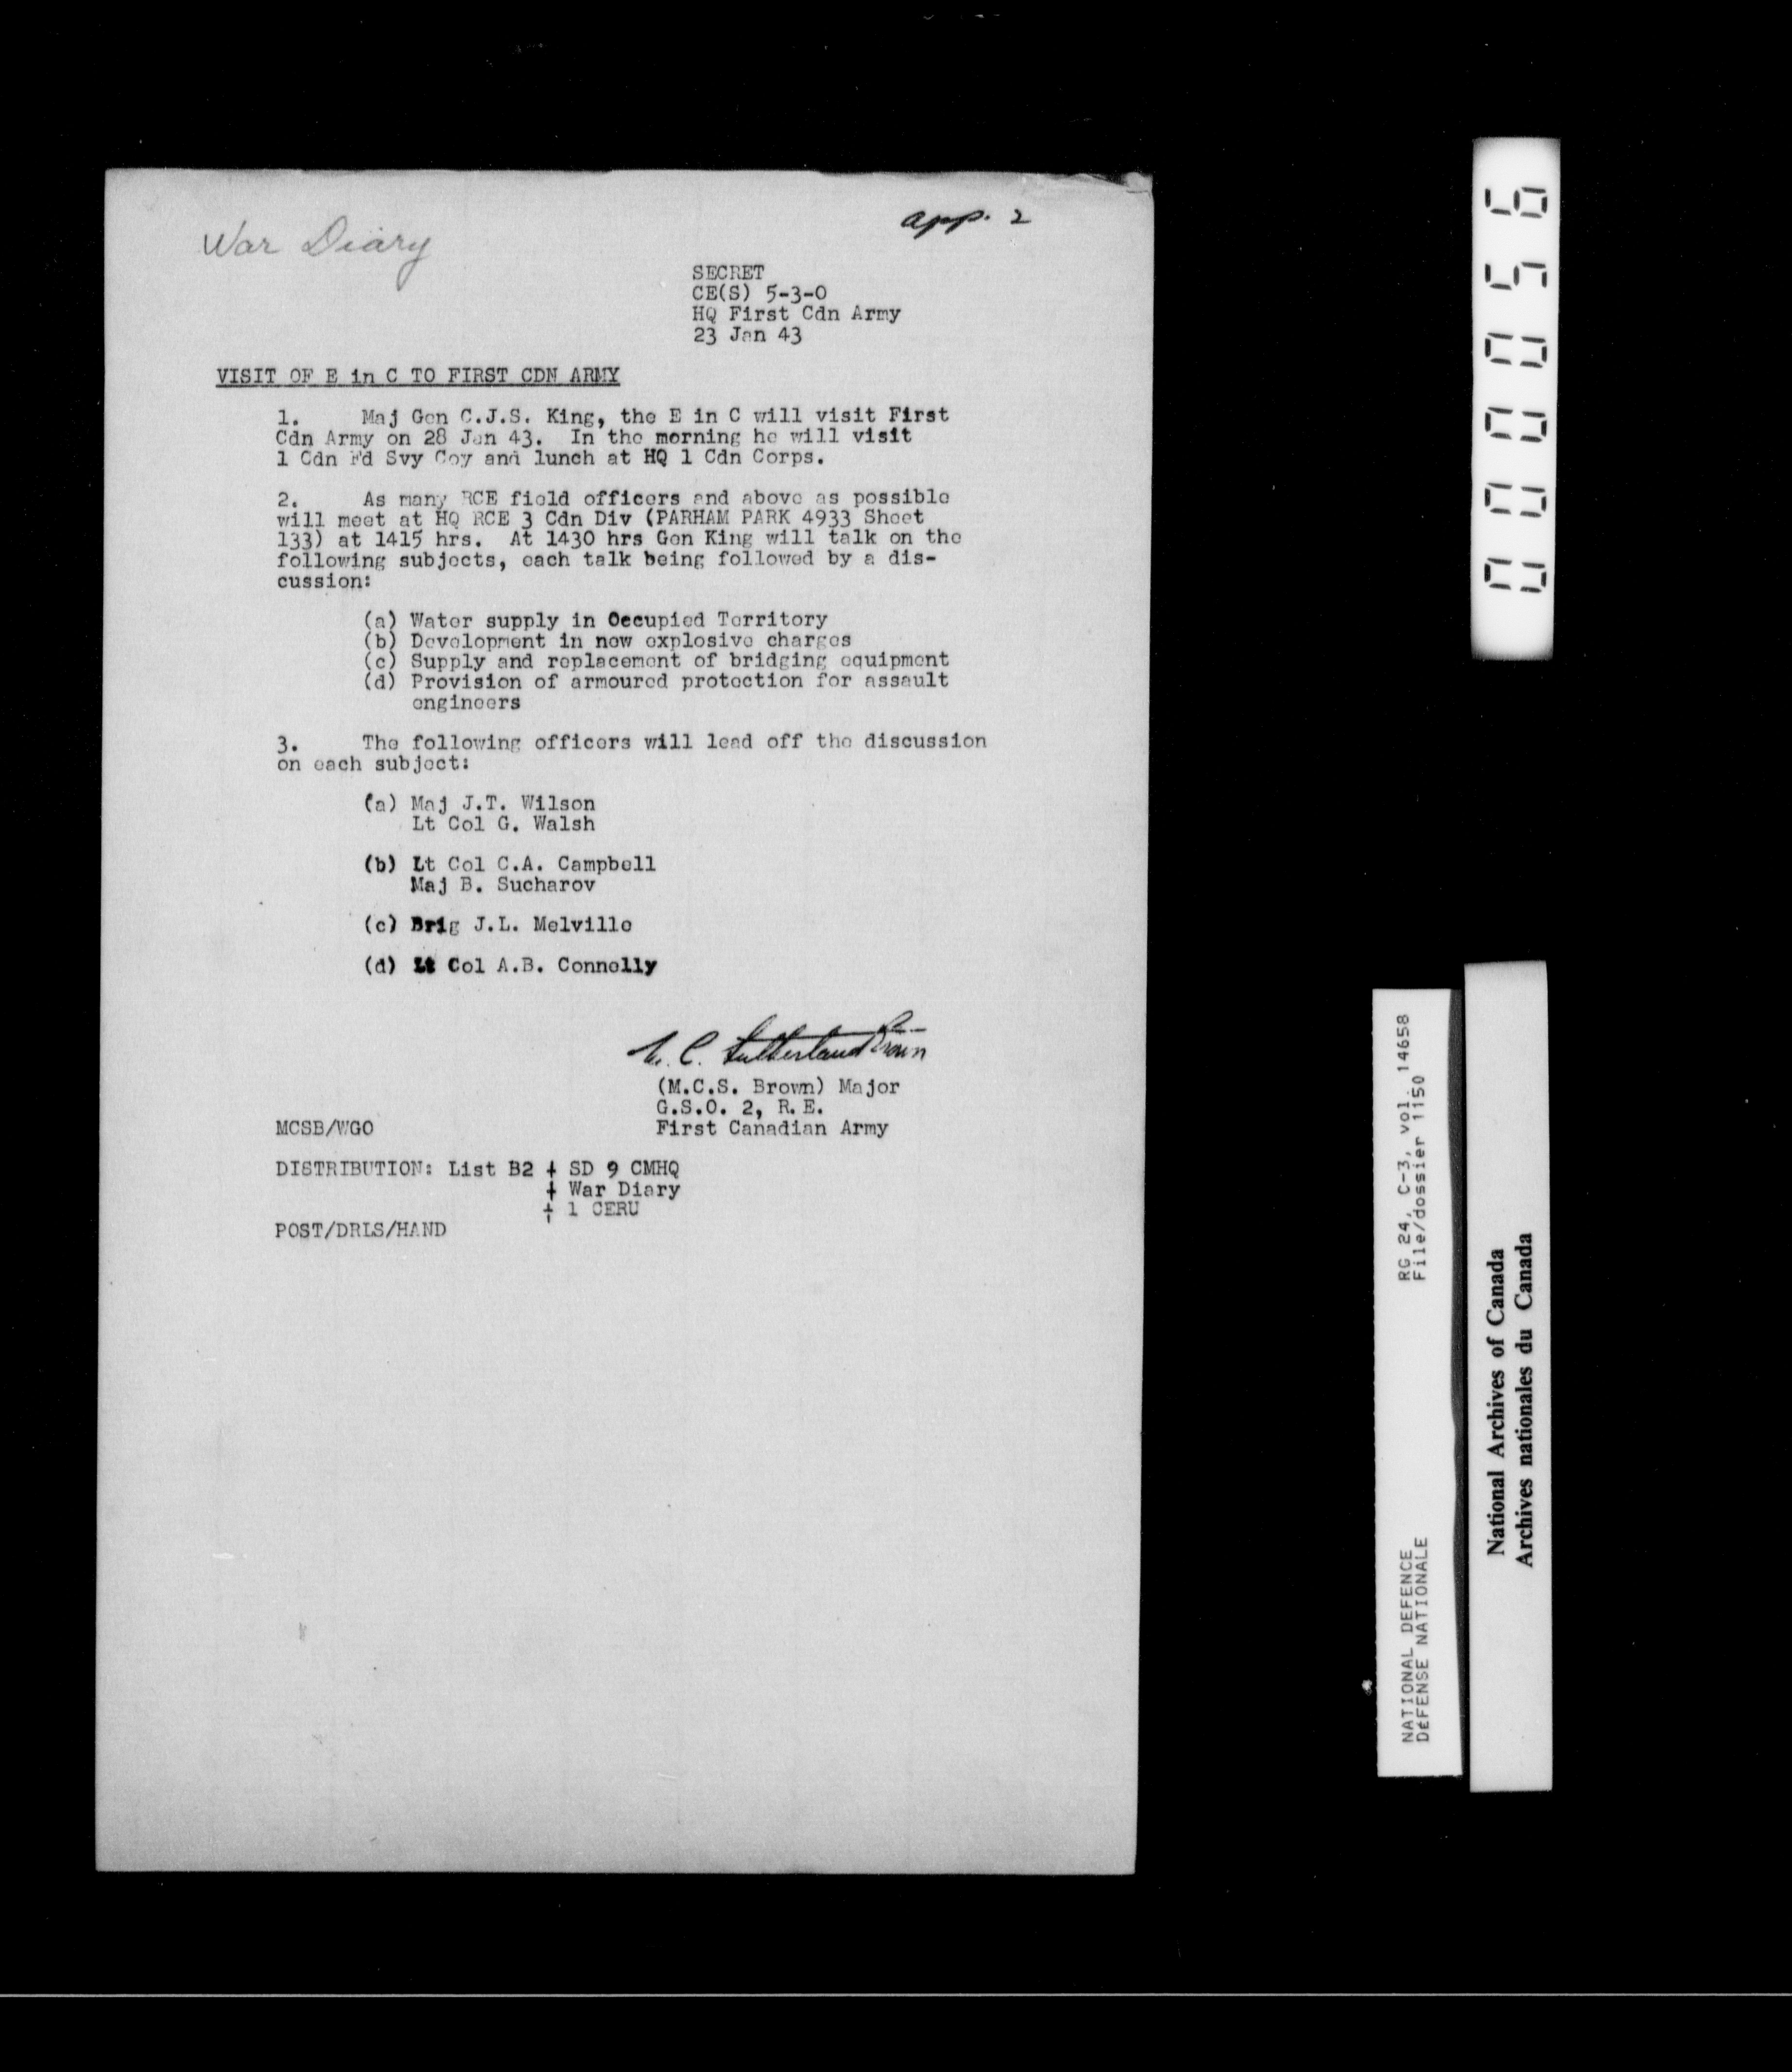 War Diary
app. 2
SECRET
CE(S) 5-3-0
HQ First Cdn Army
23 Jan 43
VISIT OF E in C TO FIRST CDN ARMY
1. Maj Gen C.J.S. King, the E in C will visit First
Cdn Army on 28 Jan 43. In the morning he will visit
1 Cdn Fd Svy Coy and lunch at HQ 1 Cdn Corps.
2. As many RCE field officers and above as possible
will meet at HQ RCE 3 Cdn Div (PARHAM PARK 4933 Sheet
133) at 1415 hrs. At 1430 hrs Gen King will talk on the
following subjects, each talk being followed by a dis-
cussion:
(a) Water supply in Occupied Territory
(b) Development in new explosive charges
(c) Supply and replacement of bridging equipment
(d) Provision of armoured protection for assault
engineers
3. The following officers will lead off the discussion
on each subject:
(a) Maj J.T. Wilson
Lt Col G. Walsh
(b) Lt Col C.A. Campbell
Maj B. Sucharov
(c) Brig J.L. Melville
(d) Lt Col A.B. Connelly
M. C. Sutherland Brown
(M.C.S. Brown) Major
G.S.O. 2, R.E.
First Canadian Army
MCSB/WGO
DISTRIBUTION: List B2 + SD 9 CMHQ
+ War Diary
+ 1 CERU
POST/DRLS/HAND
000056
RG 24, C-3, vol. 14658
File/dossier 1150
NATIONAL DEFENCE
DÉFENSE NATIONALE
National Archives of Canada
Archives nationales du Canada